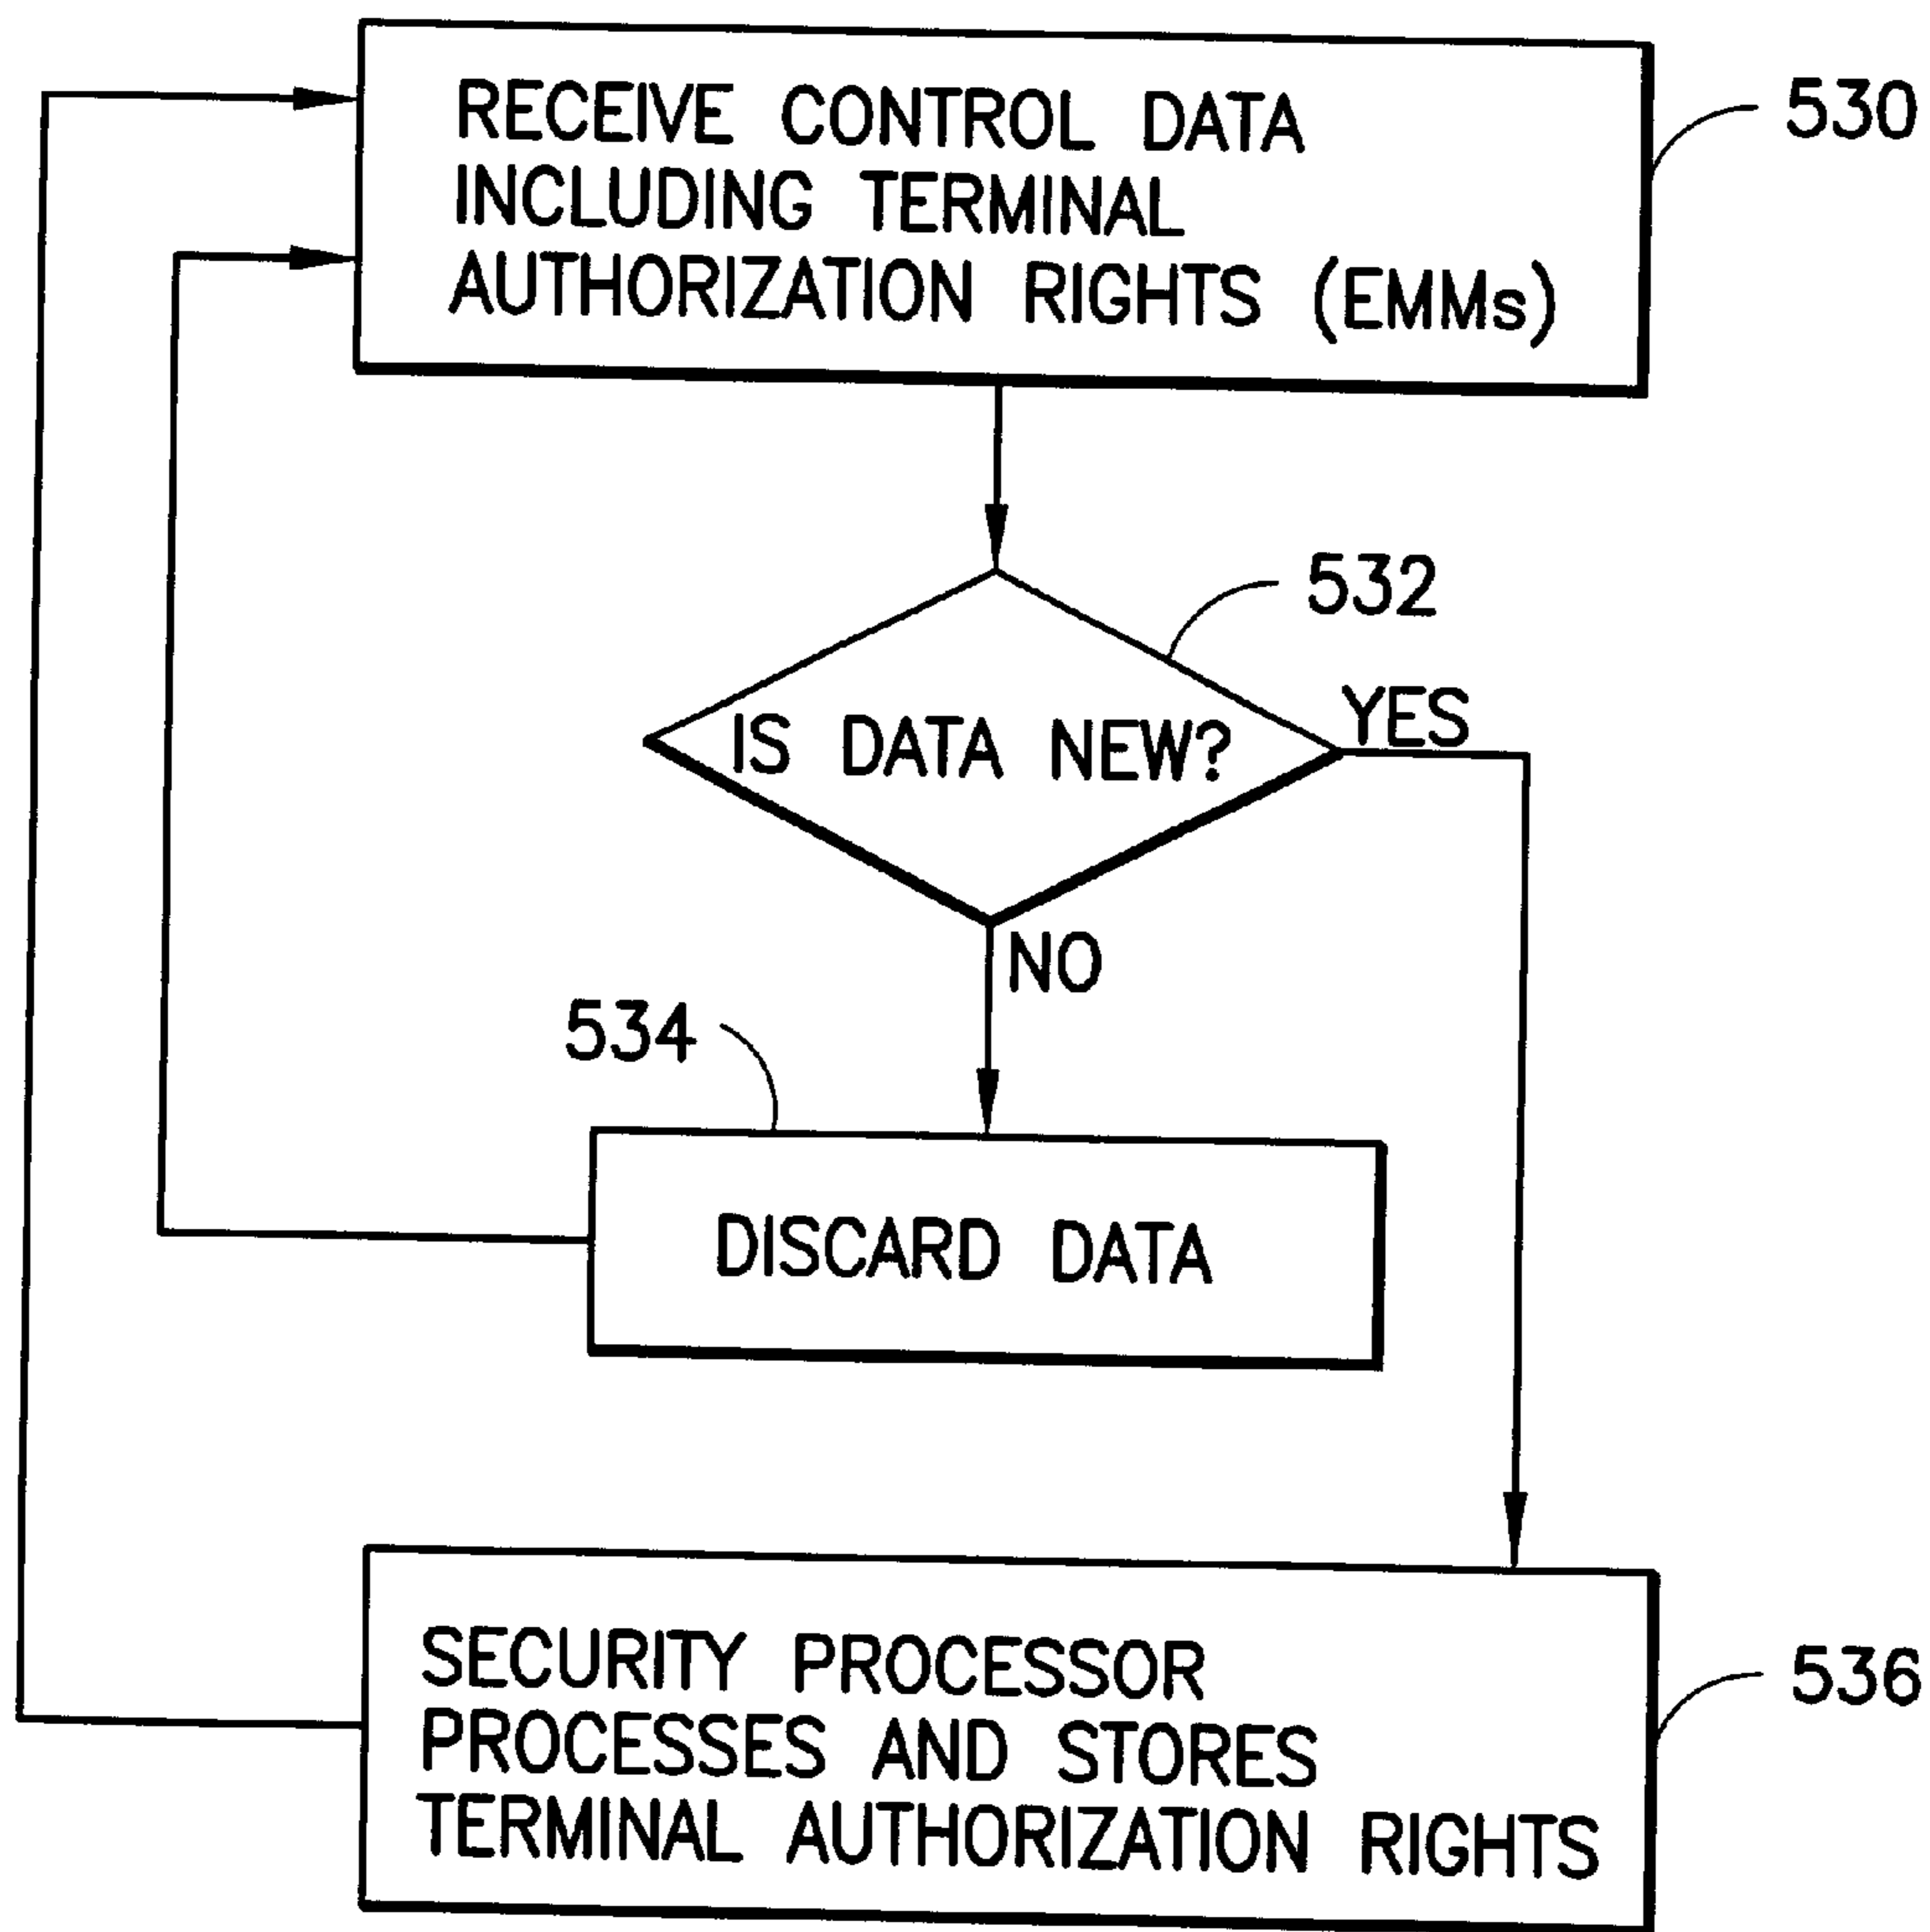 RECEIVE CONTROL DATA
INCLUDING TERMINAL
AUTHORIZATION RIGHTS (EMMs)
530
532
IS DATA NEW?
YES
NO
534
DISCARD DATA
SECURITY PROCESSOR
PROCESSES AND STORES
TERMINAL AUTHORIZATION RIGHTS
536